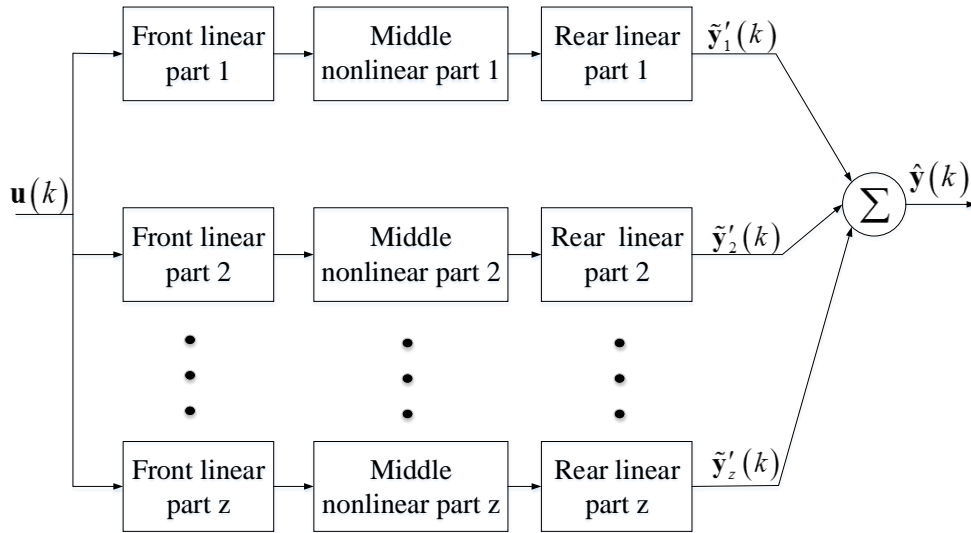 Front linear
part 1
Middle
nonlinear part 1
Rear linear
part 1
ỹ′₁(k)
u(k)
ŷ(k)
Σ
Front linear
part 2
Middle
nonlinear part 2
Rear linear
part 2
ỹ′₂(k)
Front linear
part z
Middle
nonlinear part z
Rear linear
part z
ỹ′_z(k)